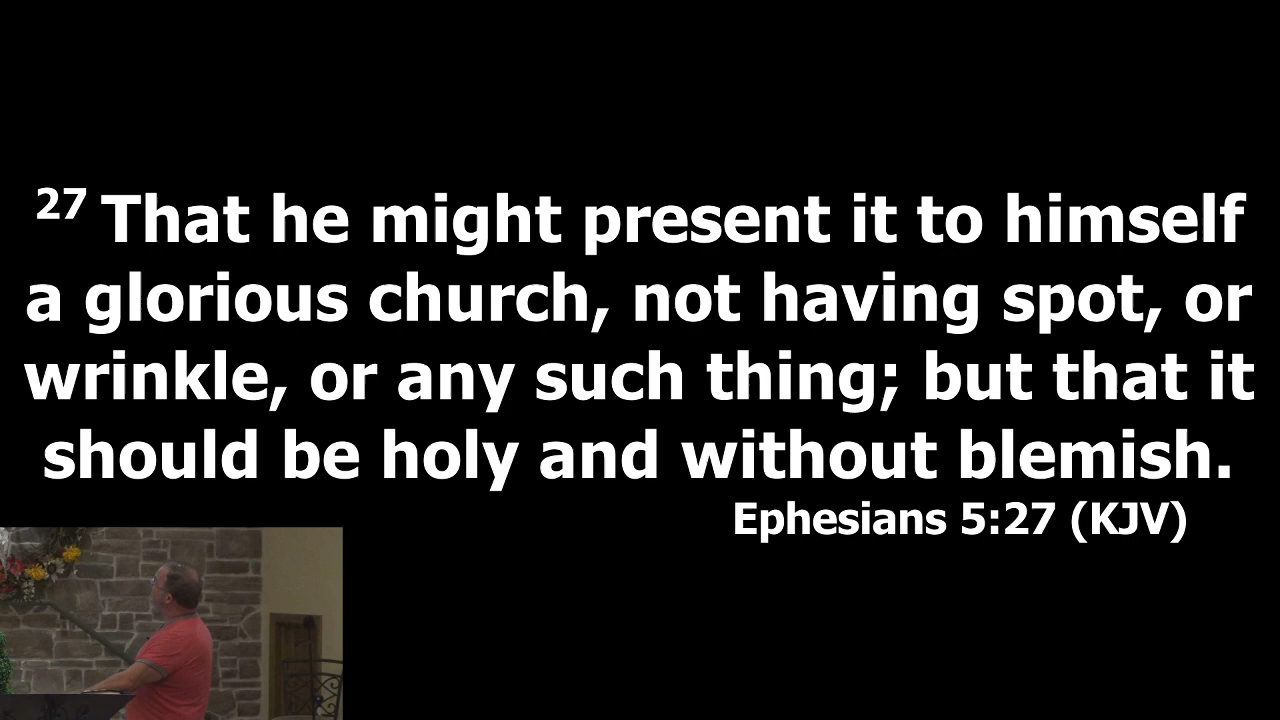 27 That he might present it to himself
a glorious church, not having spot, or
wrinkle, or any such thing; but that it
should be holy and without blemish.
Ephesians 5:27 (KJV)